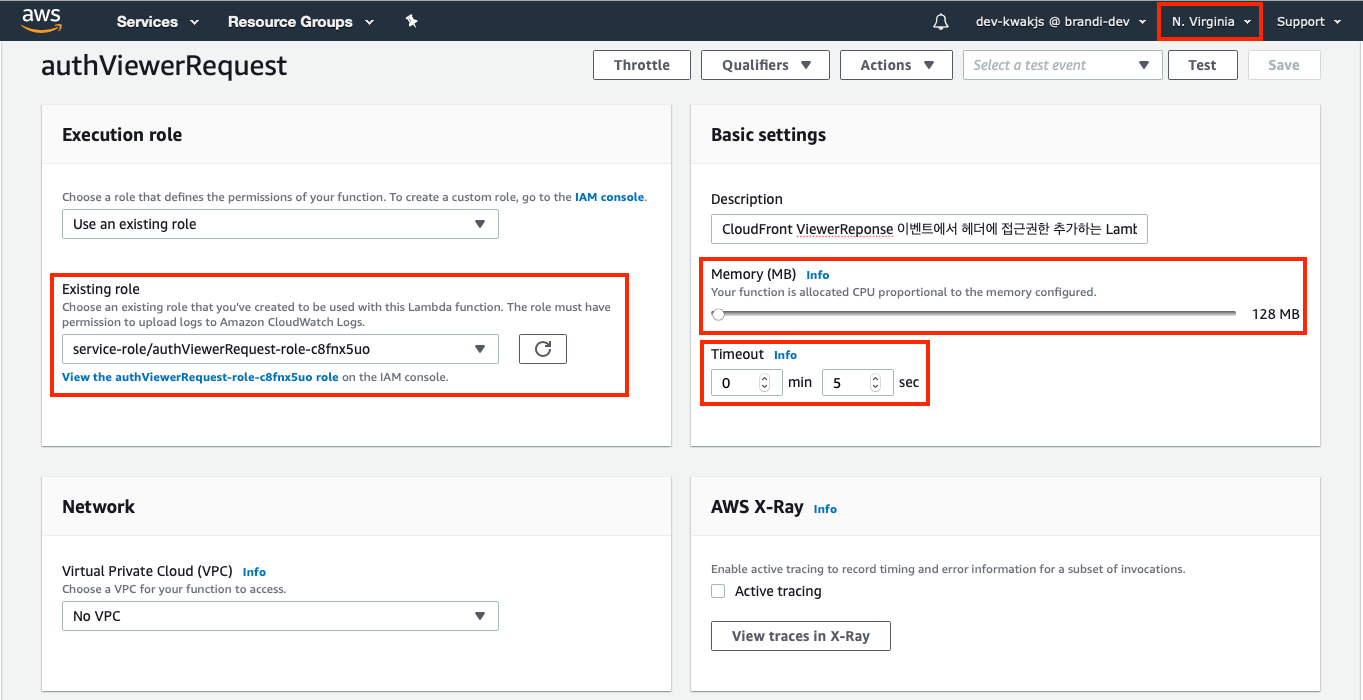 aws
Services
Resource Groups
dev-kwakjs @ brandi-dev
N. Virginia
Support
authViewerRequest
Throttle
Qualifiers
Actions
Select a test event
Test
Save
Execution role
Choose a role that defines the permissions of your function. To create a custom role, go to the IAM console.
Use an existing role
Existing role
Choose an existing role that you've created to be used with this Lambda function. The role must have
permission to upload logs to Amazon CloudWatch Logs.
service-role/authViewerRequest-role-c8fnx5uo
View the authViewerRequest-role-c8fnx5uo role on the IAM console.
Basic settings
Description
CloudFront ViewerReponse 이벤트에서 헤더에 접근권한 추가하는 Lamb
Memory (MB) Info
Your function is allocated CPU proportional to the memory configured.
128 MB
Timeout Info
0 min 5 sec
Network
Virtual Private Cloud (VPC) Info
Choose a VPC for your function to access.
No VPC
AWS X-Ray Info
Enable active tracing to record timing and error information for a subset of invocations.
Active tracing
View traces in X-Ray